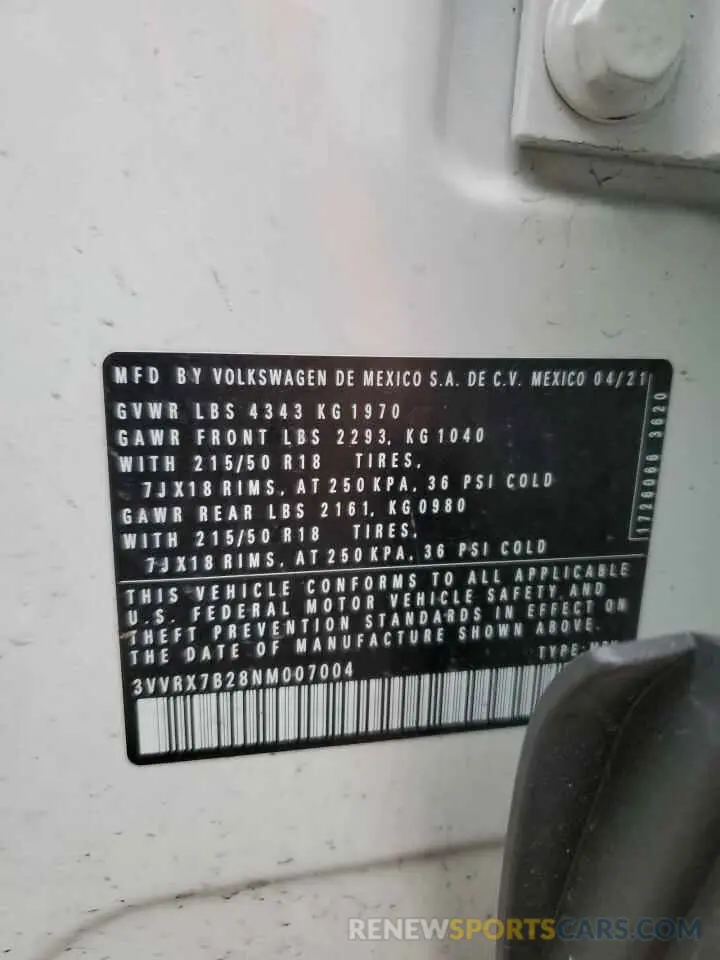 MFD BY VOLKSWAGEN DE MEXICO S.A. DE C.V. MEXICO 04/21
GVWR LBS 4343 KG 1970
GAWR FRONT LBS 2293, KG 1040
WITH 215/50 R18 TIRES,
7JX18 RIMS, AT 250 KPA, 36 PSI COLD
GAWR REAR LBS 2161, KG 0980
WITH 215/50 R18 TIRES,
7JX18 RIMS, AT 250 KPA, 36 PSI COLD
1726066 3620
THIS VEHICLE CONFORMS TO ALL APPLICABLE
U.S. FEDERAL MOTOR VEHICLE SAFETY AND
THEFT PREVENTION STANDARDS IN EFFECT ON
THE DATE OF MANUFACTURE SHOWN ABOVE.
TYPE:
3VVRX7B28NM007004
RENEWSPORTSCARS.COM